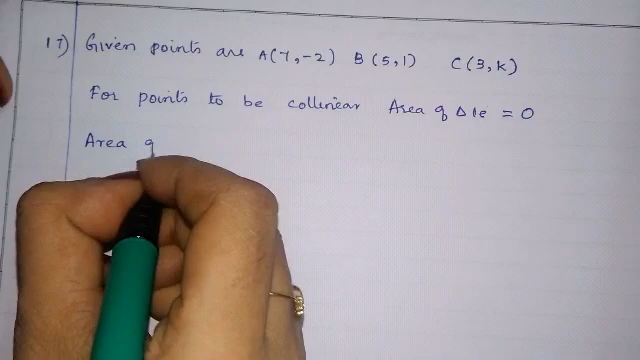 17) Given points are A(7,-2) B(5,1) C(3,K)
For points to be collinear Area of Δle = 0
Area of